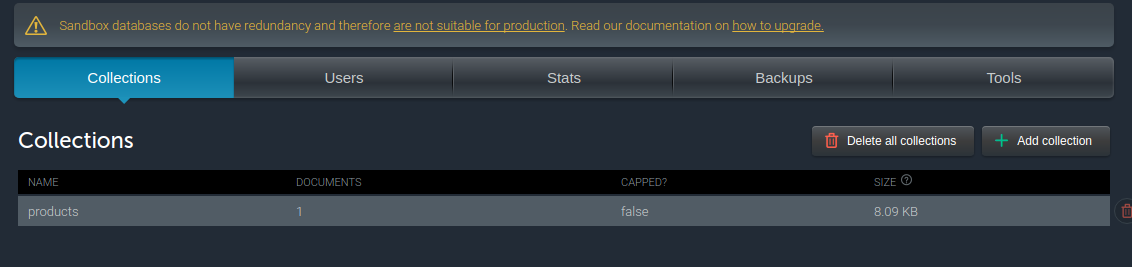 Sandbox databases do not have redundancy and therefore are not suitable for production. Read our documentation on how to upgrade.
Collections Users Stats Backups Tools
Collections Delete all collections Add collection
NAME DOCUMENTS CAPPED? SIZE ?
products 1 false 8.09 KB